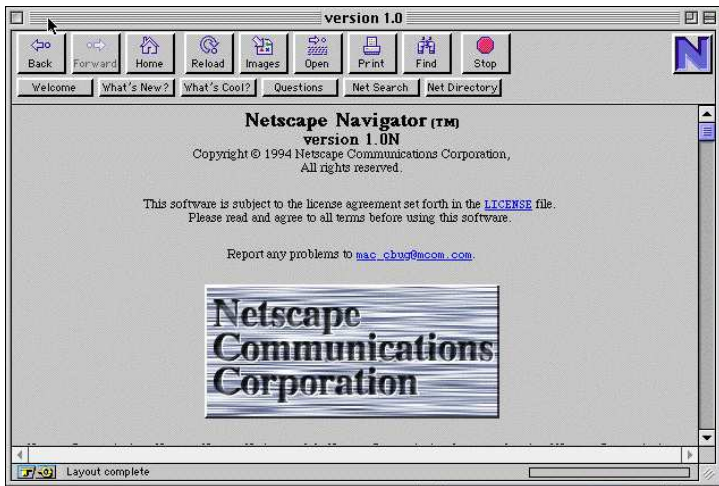 version 1.0
Back Forward Home Reload Images Open Print Find Stop
N
Welcome What's New? What's Cool? Questions Net Search Net Directory
Netscape Navigator (TM)
version 1.0N
Copyright © 1994 Netscape Communications Corporation,
All rights reserved.
This software is subject to the license agreement set forth in the LICENSE file.
Please read and agree to all terms before using this software.
Report any problems to mac_cbug@mcom.com.
Netscape
Communications
Corporation
Layout complete